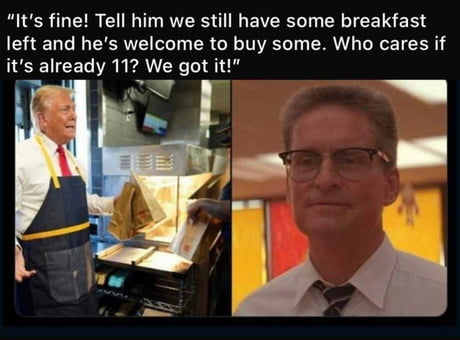 “It’s fine! Tell him we still have some breakfast
left and he’s welcome to buy some. Who cares if
it’s already 11? We got it!”